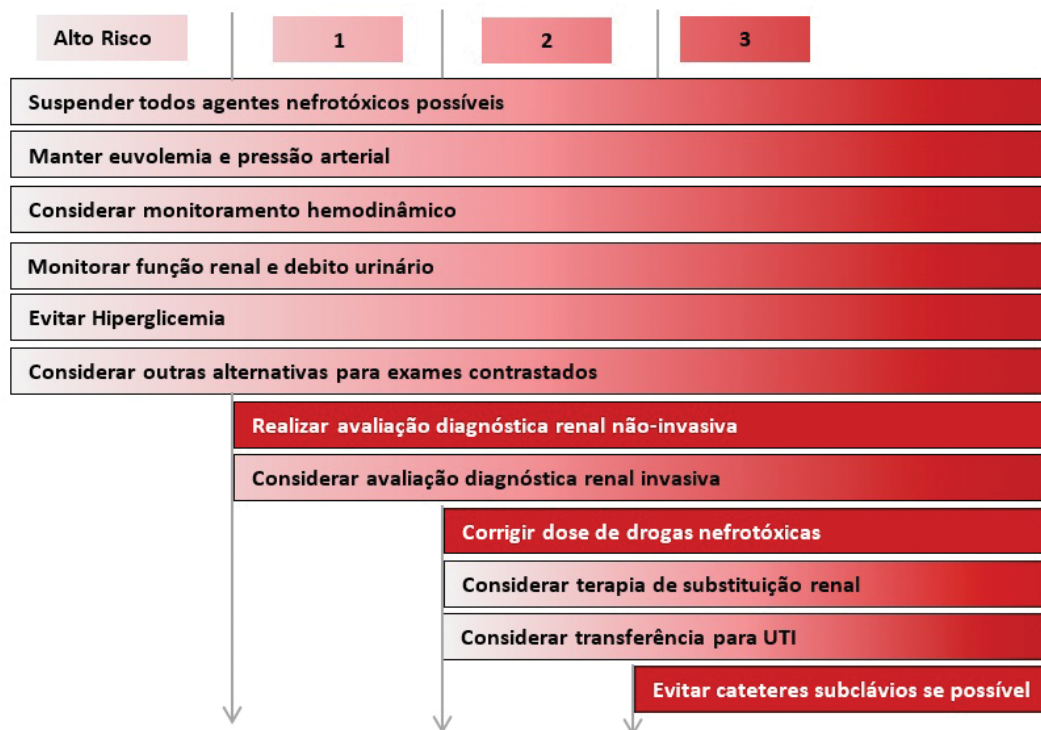 Alto Risco 1 2 3
Suspender todos agentes nefrotóxicos possíveis
Manter euvolemia e pressão arterial
Considerar monitoramento hemodinâmico
Monitorar função renal e debito urinário
Evitar Hiperglicemia
Considerar outras alternativas para exames contrastados
Realizar avaliação diagnóstica renal não-invasiva
Considerar avaliação diagnóstica renal invasiva
Corrigir dose de drogas nefrotóxicas
Considerar terapia de substituição renal
Considerar transferência para UTI
Evitar cateteres subclávios se possível